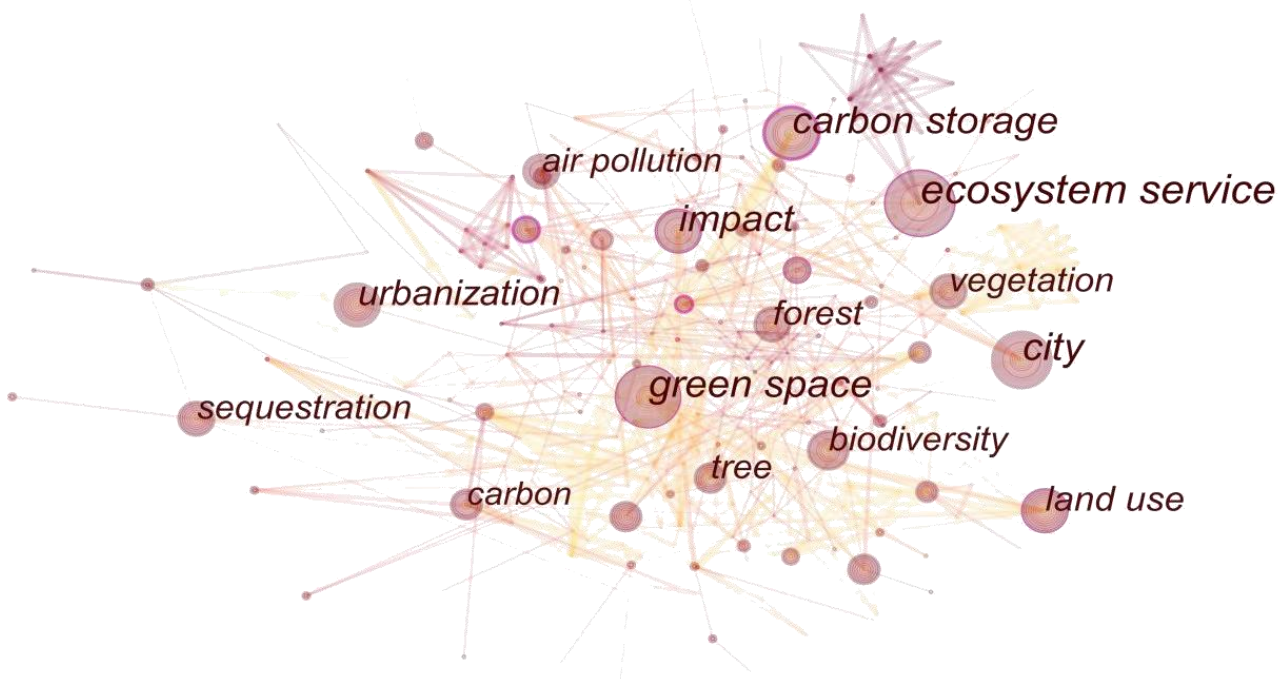 carbon storage
air pollution
ecosystem service
impact
vegetation
urbanization
forest
city
green space
sequestration
biodiversity
tree
carbon
land use